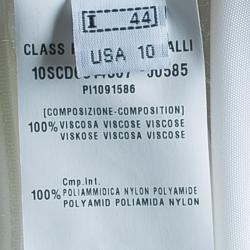 I 44
USA 10
CLASS
10SCD
PI1091586
[COMPOSIZIONE-COMPOSITION]
100% VISCOSA VISCOSE VISCOSE
VISKOSE VISCOSA VISCOSE
Cmp.Int.
100% POLIAMMIDICA NYLON POLYAMIDE
POLYAMID POLIAMIDA NYLON